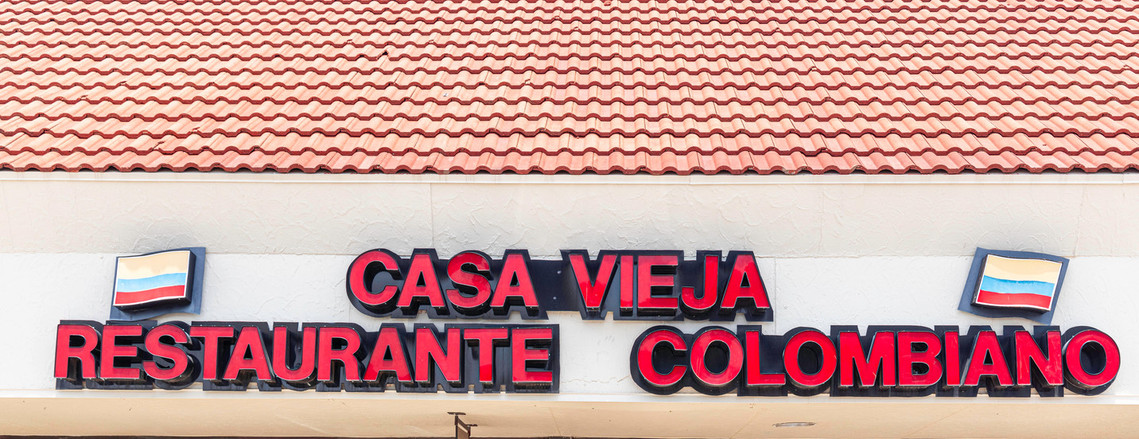 CASA VIEJA
RESTAURANTE COLOMBIANO